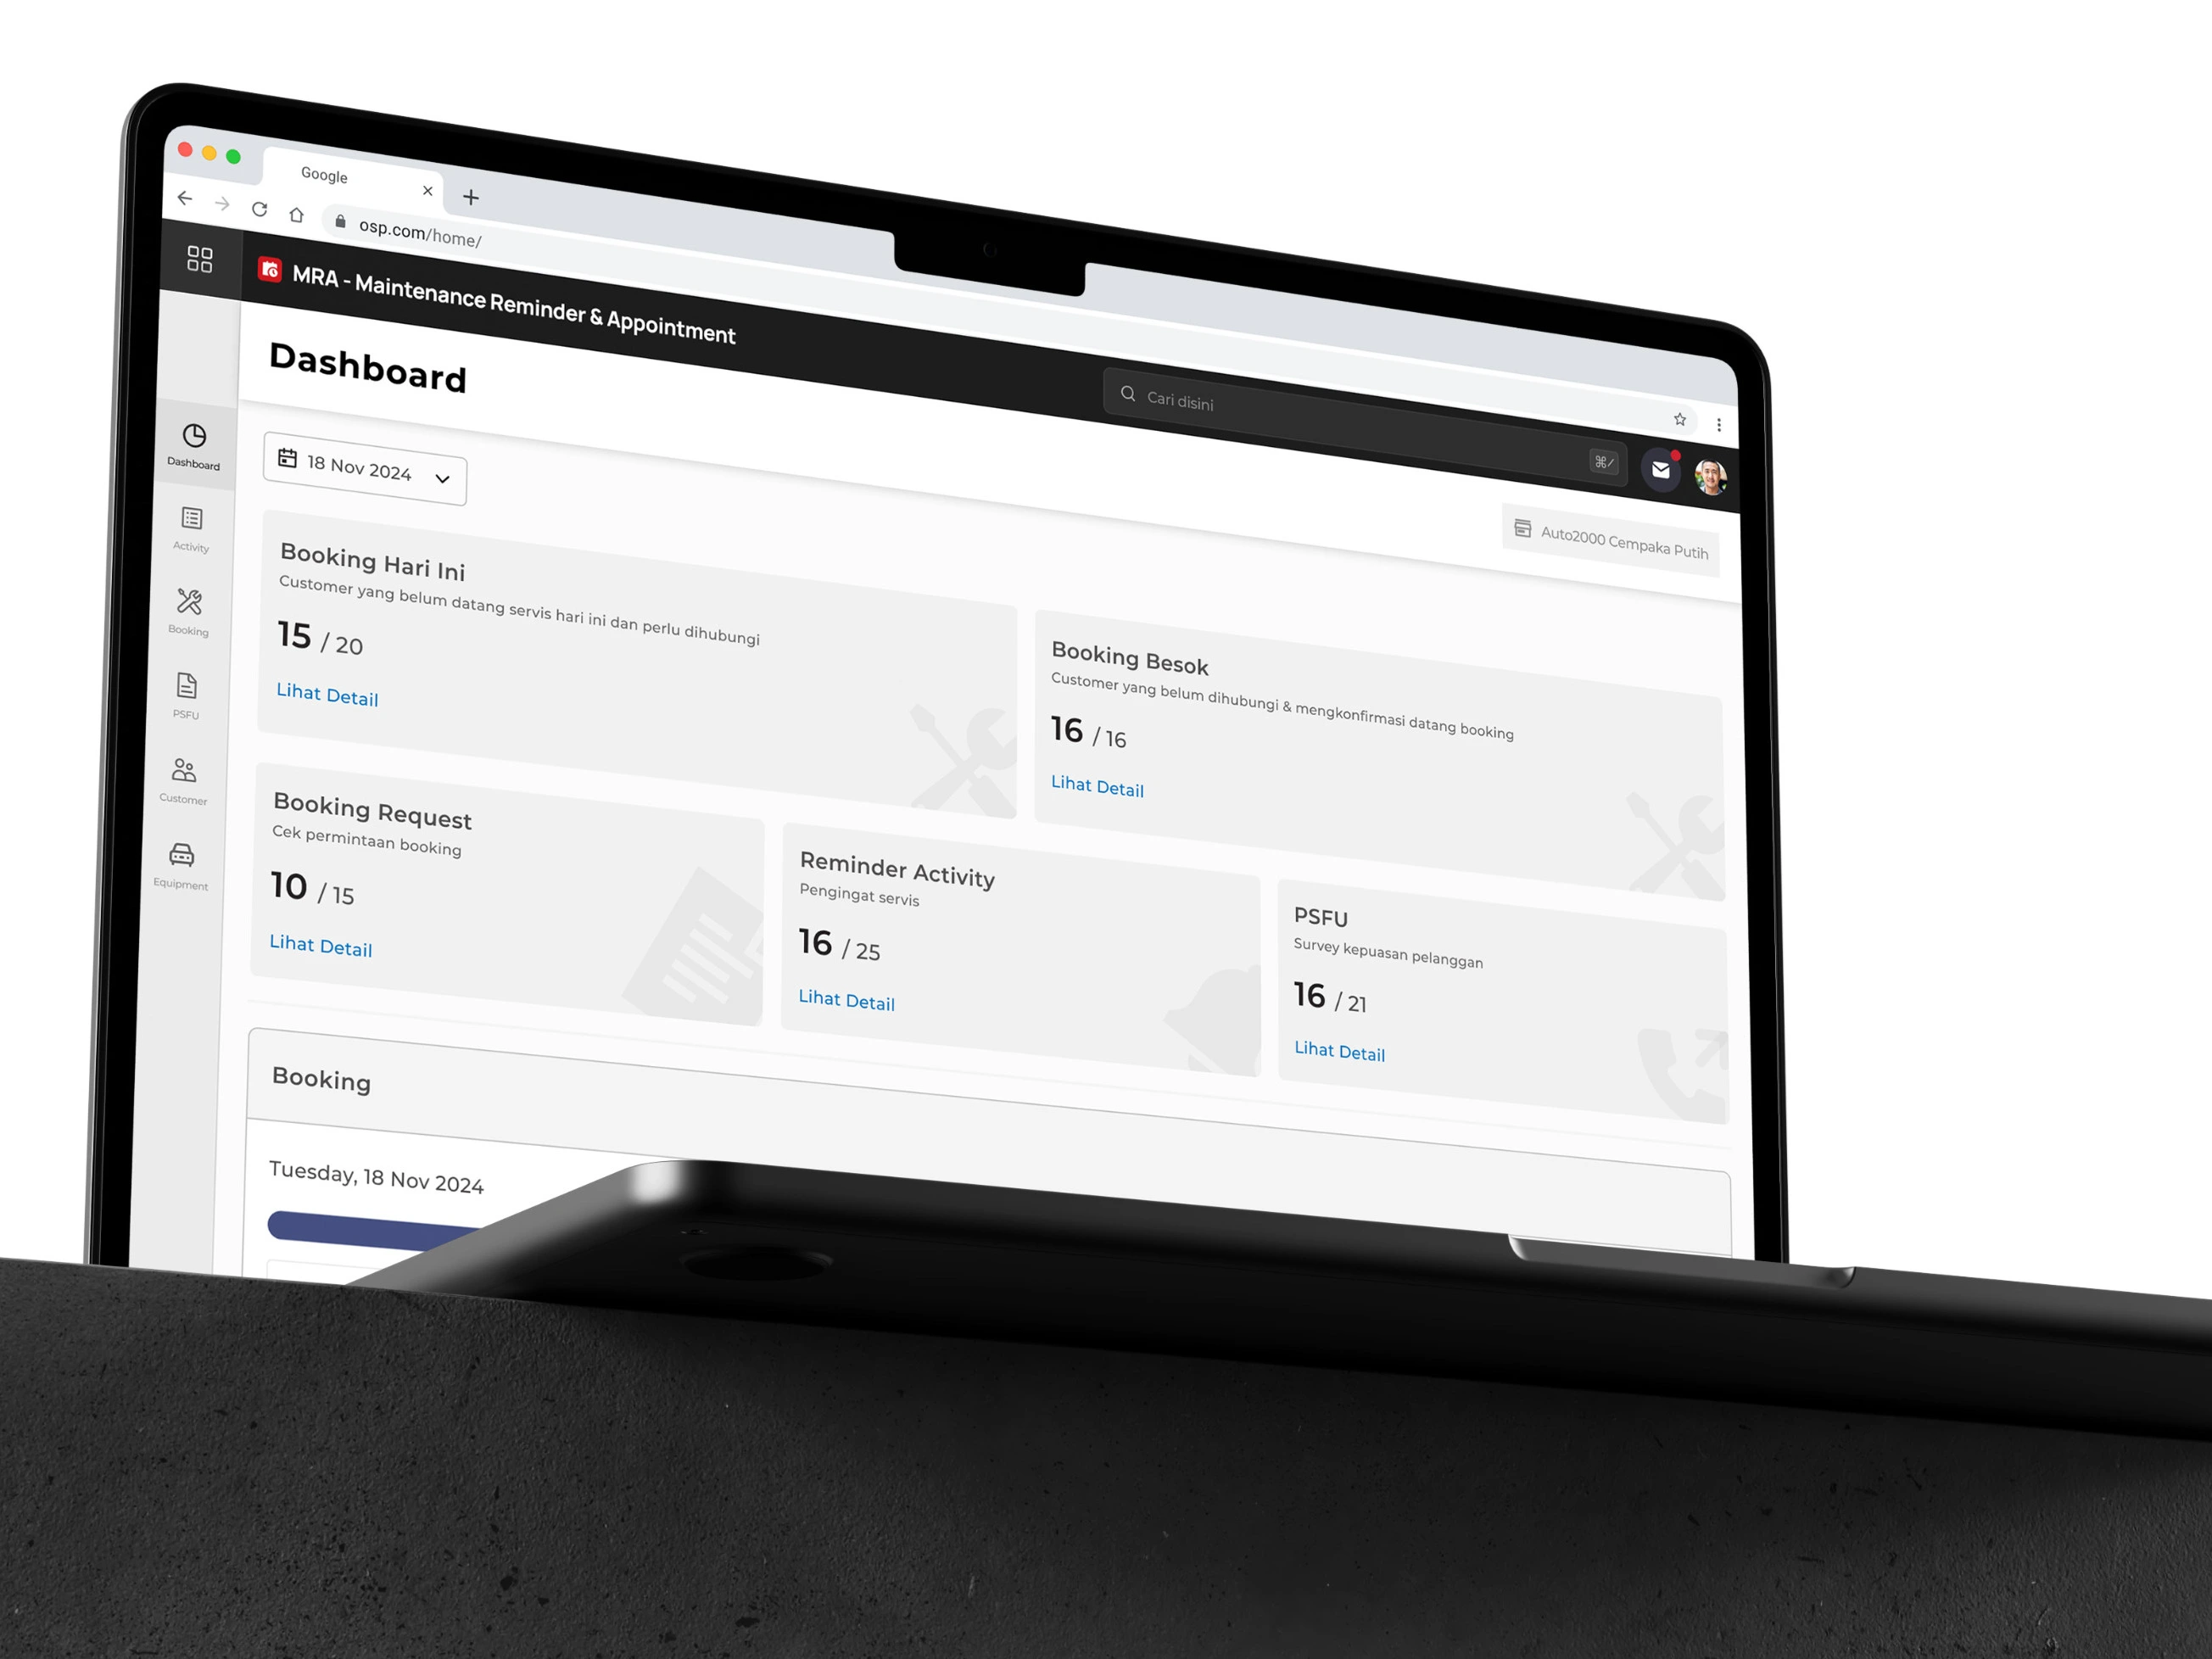 Google
osp.com/home/
MRA - Maintenance Reminder & Appointment
Cari disini
⌘/
Dashboard
Auto2000 Cempaka Putih
18 Nov 2024
Dashboard
Activity
Booking
PSFU
Customer
Equipment
Booking Hari Ini
Customer yang belum datang servis hari ini dan perlu dihubungi
15 / 20
Lihat Detail
Booking Besok
Customer yang belum dihubungi & mengkonfirmasi datang booking
16 / 16
Lihat Detail
Booking Request
Cek permintaan booking
10 / 15
Lihat Detail
Reminder Activity
Pengingat servis
16 / 25
Lihat Detail
PSFU
Survey kepuasan pelanggan
16 / 21
Lihat Detail
Booking
Tuesday, 18 Nov 2024